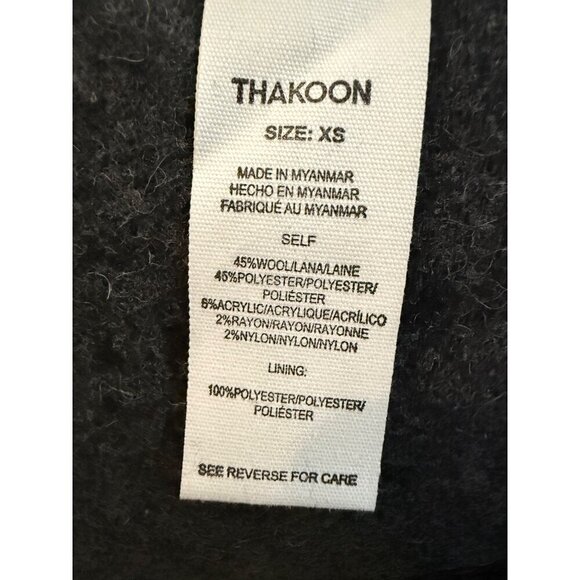 THAKOON
SIZE: XS
MADE IN MYANMAR
HECHO EN MYANMAR
FABRIQUÉ AU MYANMAR
SELF
45%WOOL/LANA/LAINE
45%POLYESTER/POLYESTER/
POLIÉSTER
6%ACRYLIC/ACRYLIQUE/ACRÍLICO
2%RAYON/RAYON/RAYONNE
2%NYLON/NYLON/NYLON
LINING:
100%POLYESTER/POLYESTER/
POLIÉSTER
SEE REVERSE FOR CARE